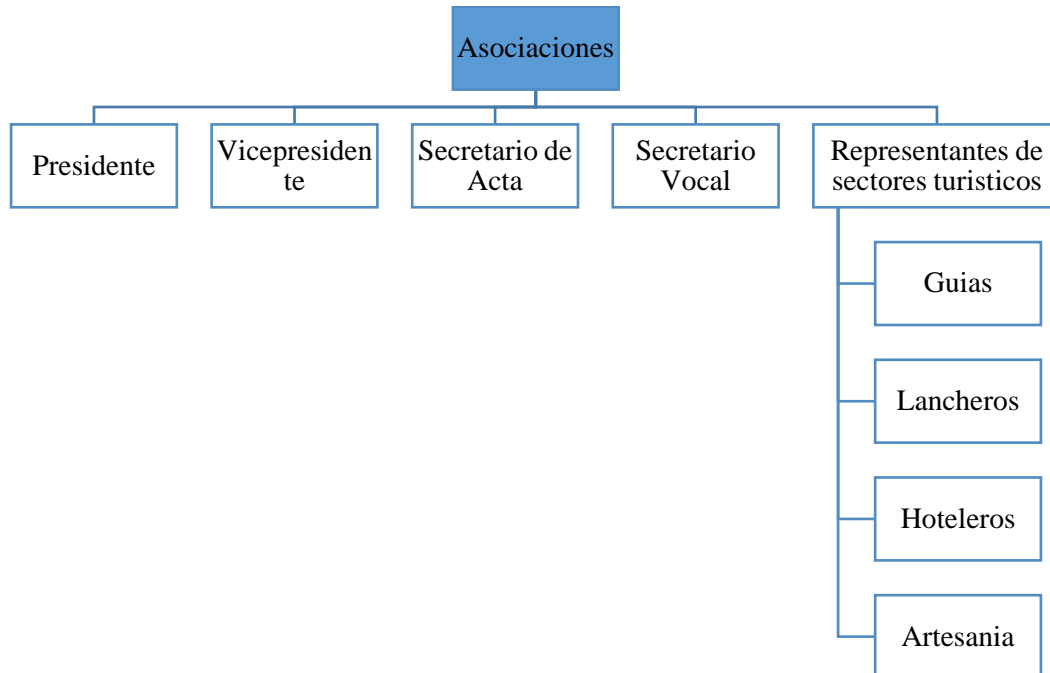 Asociaciones
Presidente
Vicepresiden
te
Secretario de
Acta
Secretario
Vocal
Representantes de
sectores turisticos
Guias
Lancheros
Hoteleros
Artesania